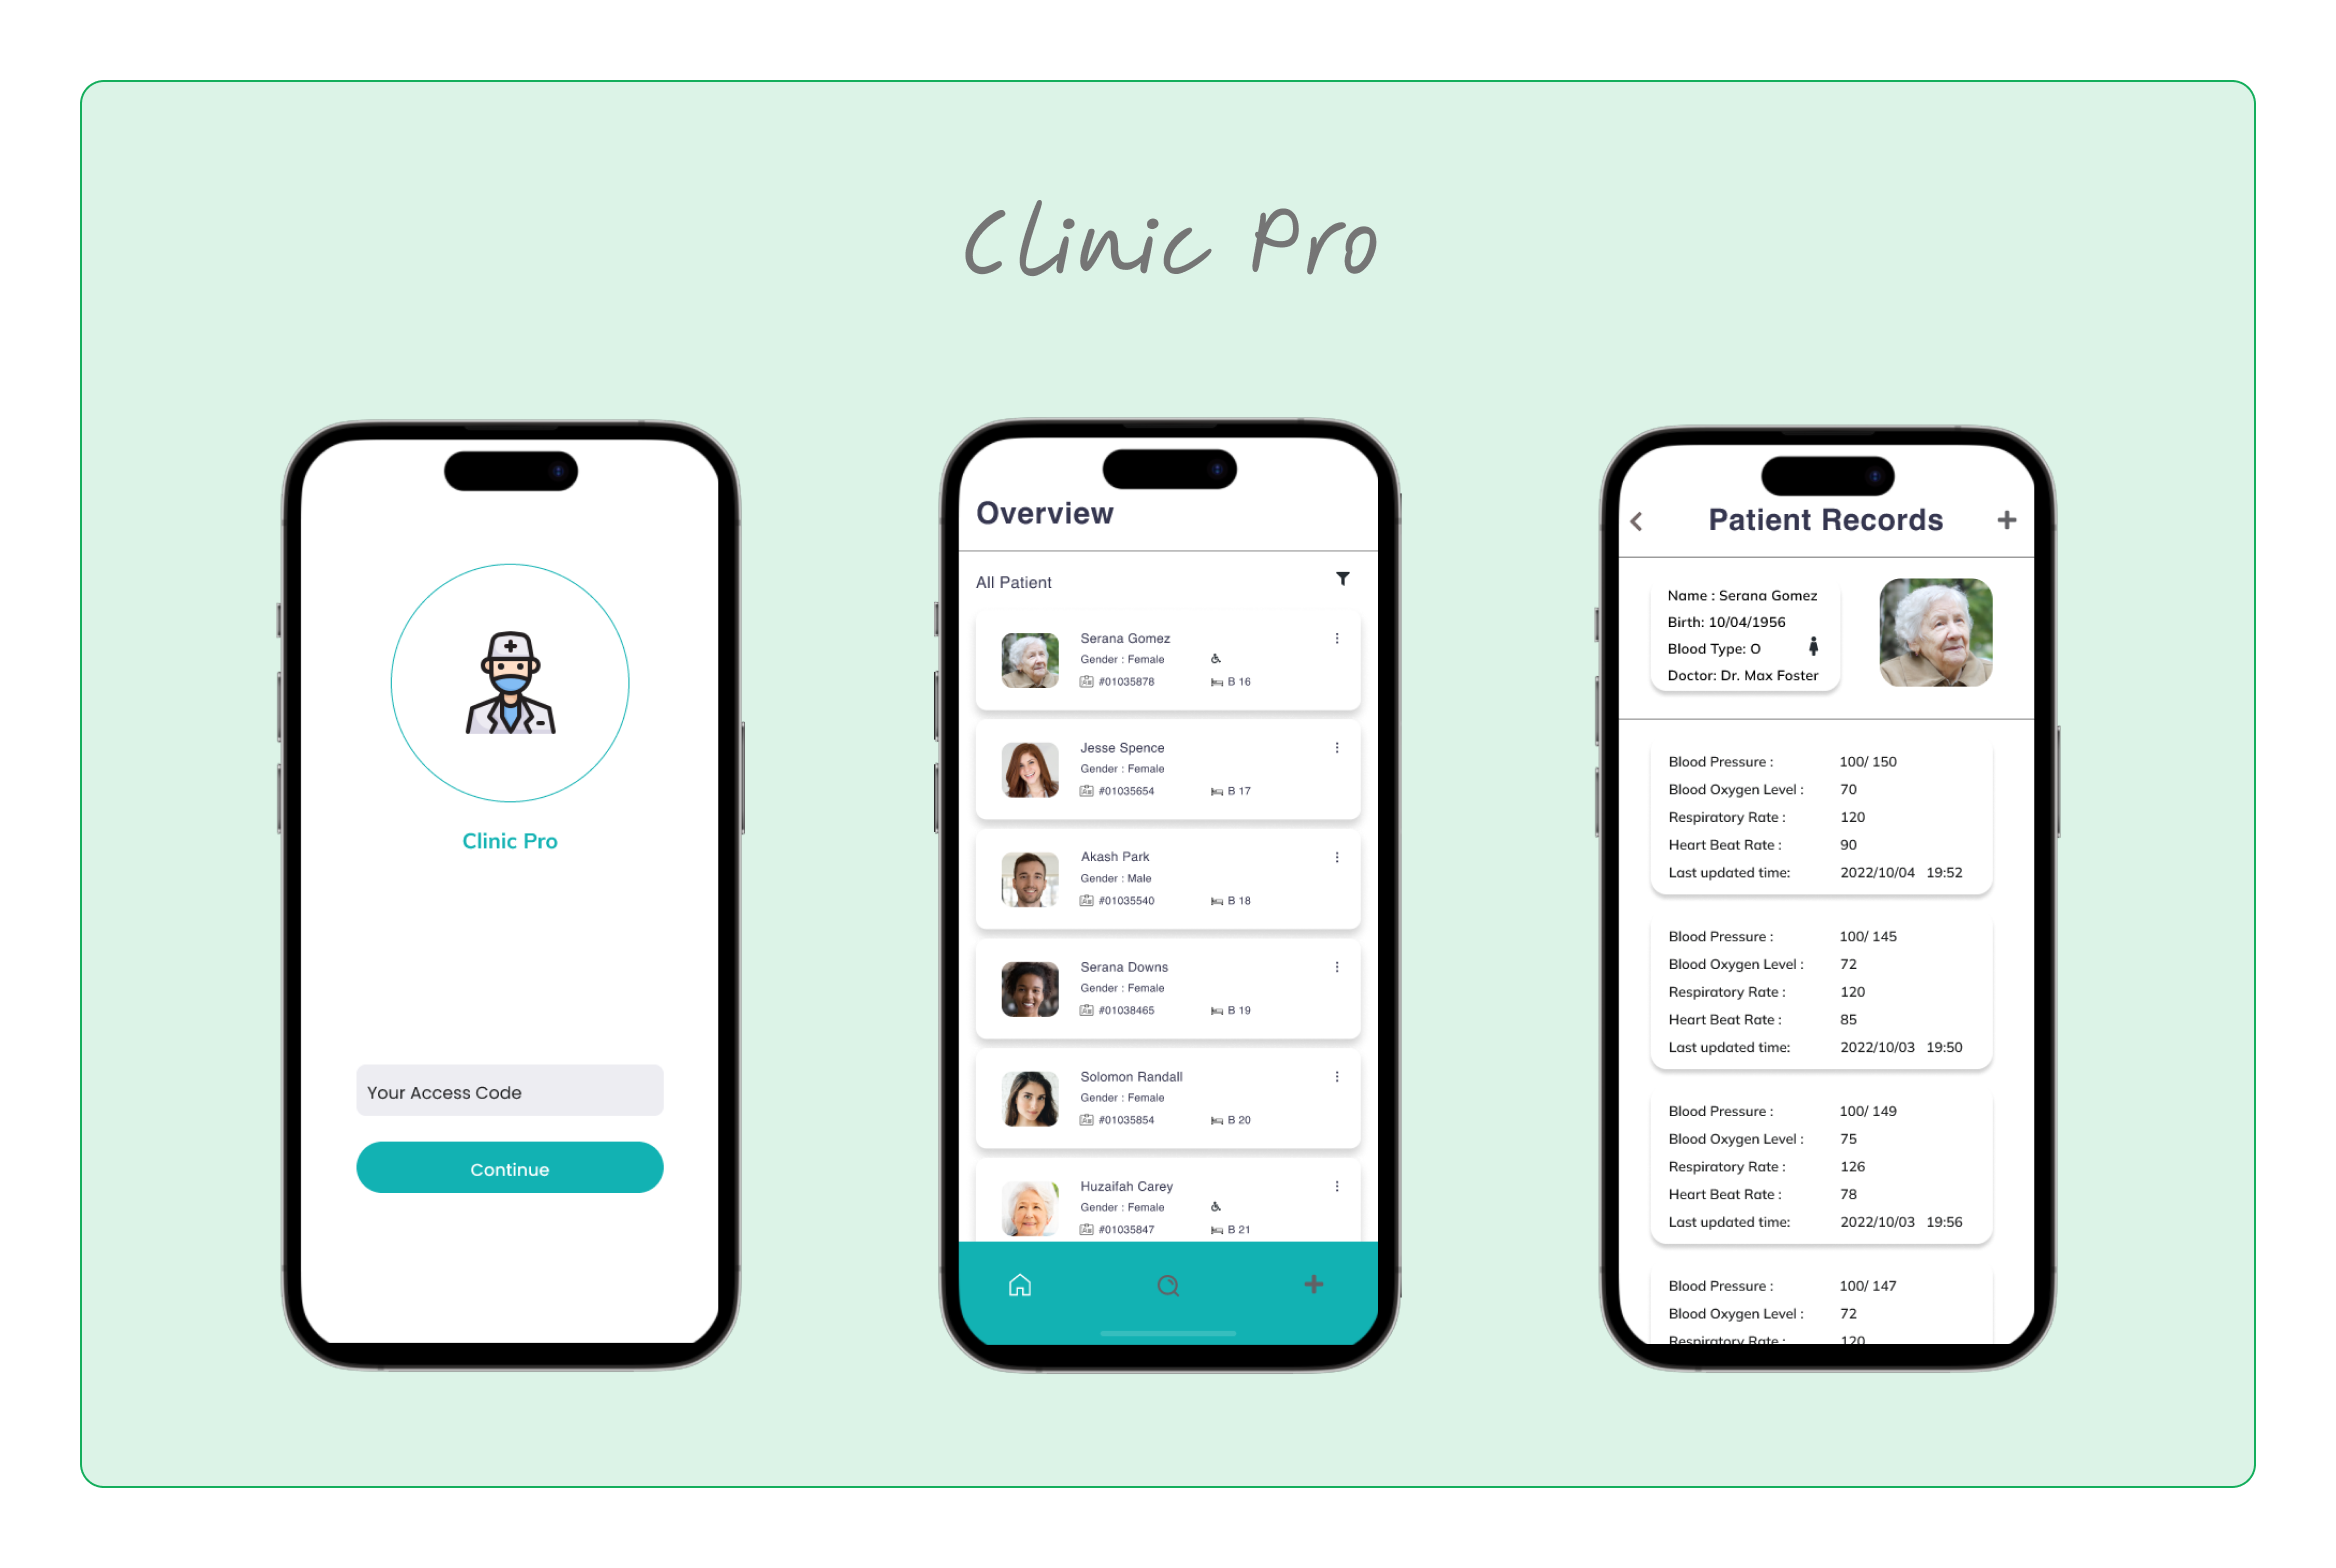 Clinic Pro
Clinic Pro
Your Access Code
Continue
Overview
All Patient
Serana Gomez
Gender : Female
#01035878 B 16
Jesse Spence
Gender : Female
#01035654 B 17
Akash Park
Gender : Male
#01035540 B 18
Serana Downs
Gender : Female
#01038465 B 19
Solomon Randall
Gender : Female
#01035854 B 20
Huzaifah Carey
Gender : Female
#01035847 B 21
Patient Records
Name : Serana Gomez
Birth: 10/04/1956
Blood Type: O
Doctor: Dr. Max Foster
Blood Pressure : 100/ 150
Blood Oxygen Level : 70
Respiratory Rate : 120
Heart Beat Rate : 90
Last updated time: 2022/10/04 19:52
Blood Pressure : 100/ 145
Blood Oxygen Level : 72
Respiratory Rate : 120
Heart Beat Rate : 85
Last updated time: 2022/10/03 19:50
Blood Pressure : 100/ 149
Blood Oxygen Level : 75
Respiratory Rate : 126
Heart Beat Rate : 78
Last updated time: 2022/10/03 19:56
Blood Pressure : 100/ 147
Blood Oxygen Level : 72
Respiratory Rate : 120